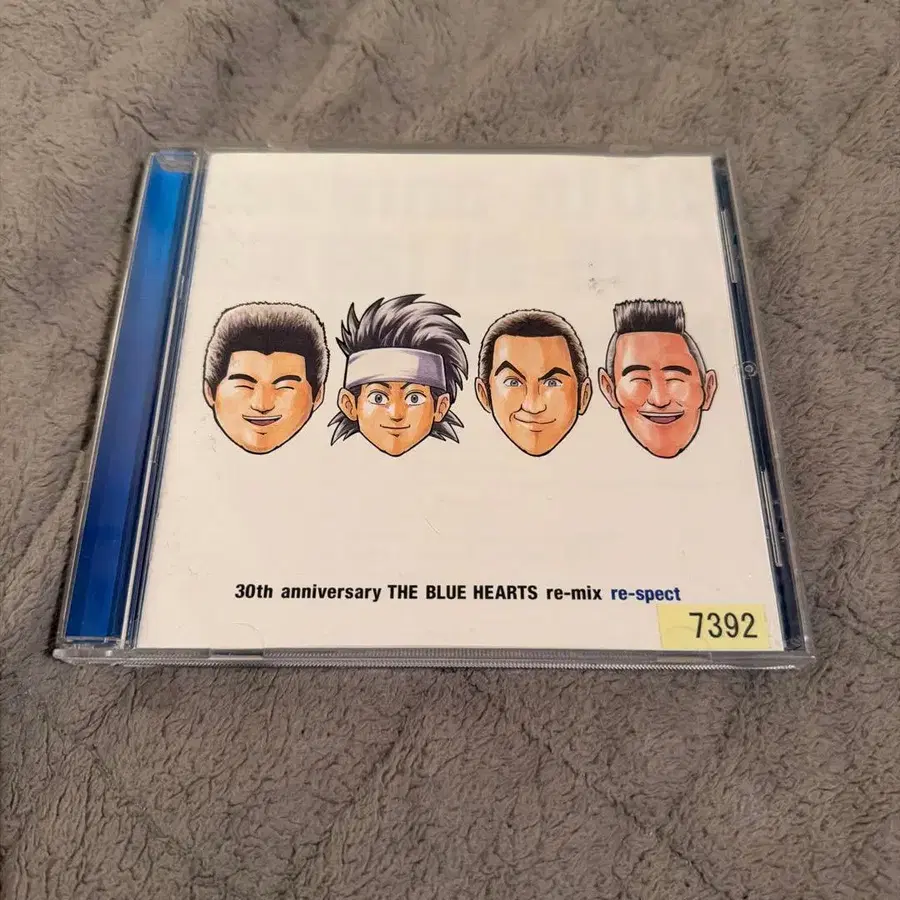 30th anniversary THE BLUE HEARTS re-mix re-spect
7392